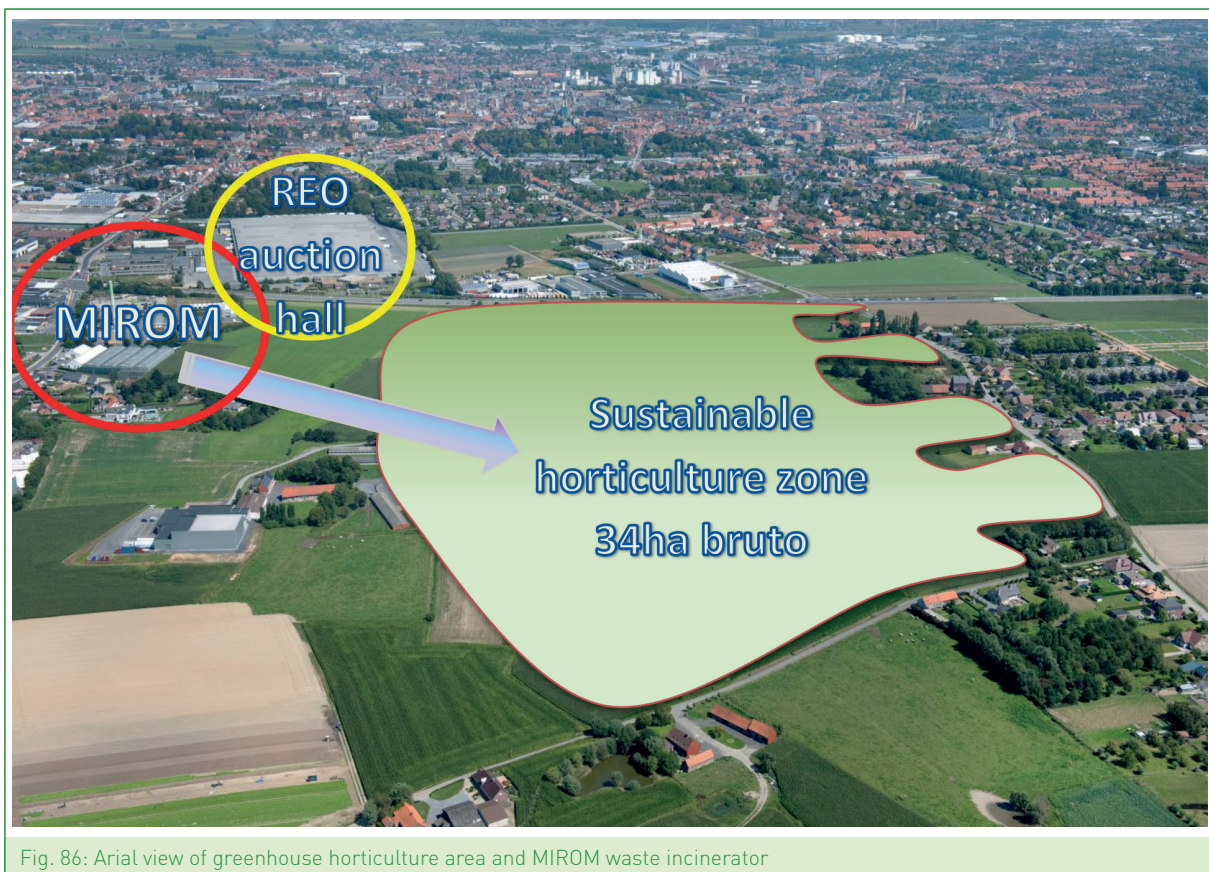 REO
auction
hall
MIROM
Sustainable
horticulture zone
34ha bruto
Fig. 86: Arial view of greenhouse horticulture area and MIROM waste incinerator